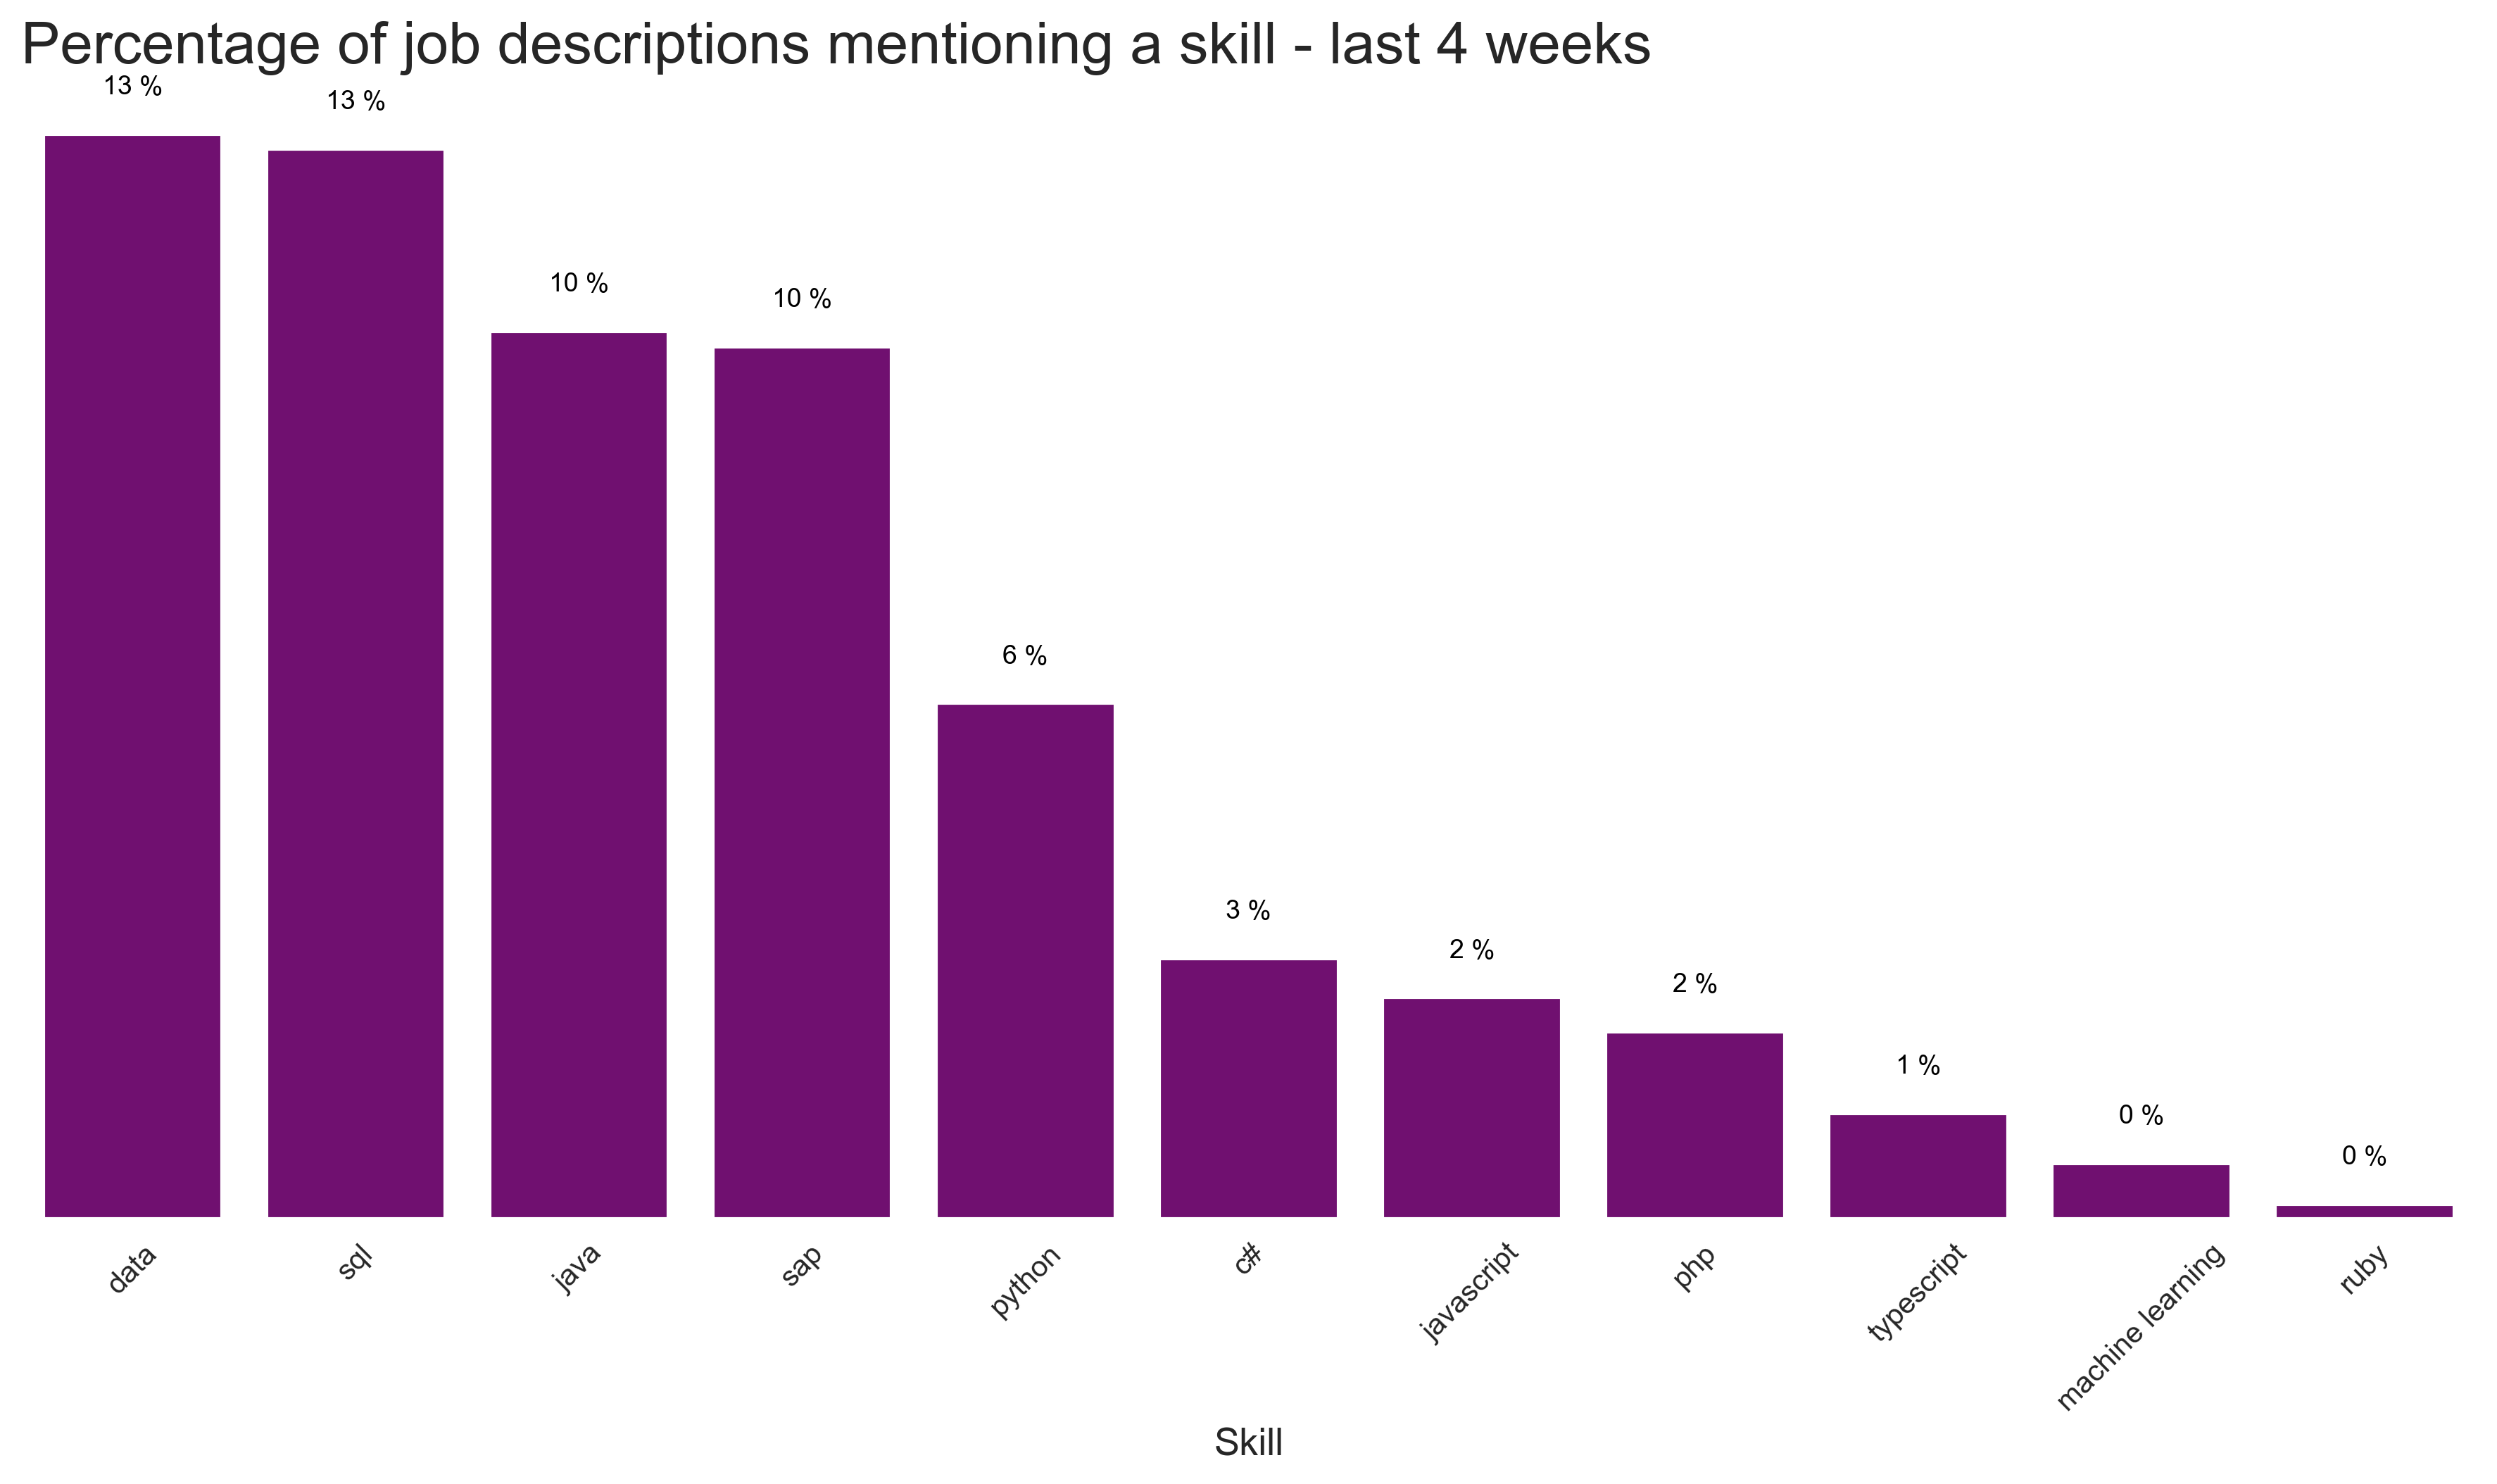 Percentage of job descriptions mentioning a skill - last 4 weeks
13 %
13 %
10 %
10 %
6 %
3 %
2 %
2 %
1 %
0 %
0 %
data
sql
java
sap
python
c#
javascript
php
typescript
machine learning
ruby
Skill